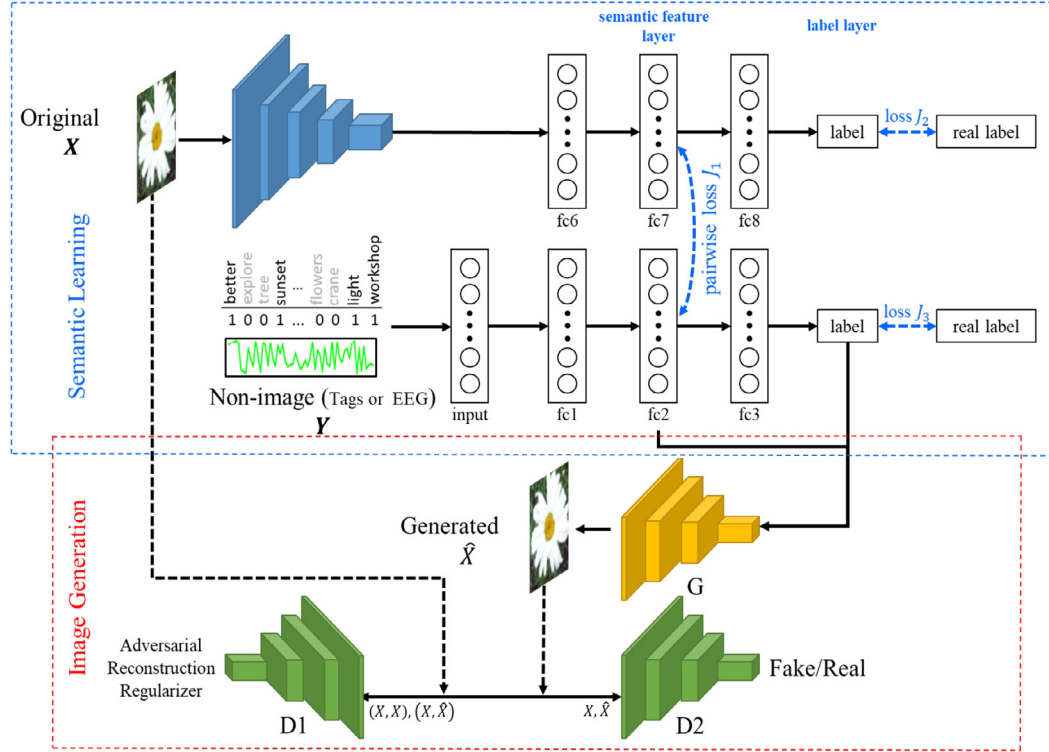 semantic feature
layer
label layer
Original
X
fc6
fc7
fc8
label
loss J₂
real label
Semantic Learning
pairwise loss J₁
better
explore
tree
sunset
...
flowers
crane
light
workshop
1 0 0 1 ... 0 0 1 1
Non-image (Tags or EEG)
Y
input
fc1
fc2
fc3
label
loss J₃
real label
Image Generation
Generated
X̂
G
Adversarial
Reconstruction
Regularizer
D1
(X, X), (X, X̂)
X, X̂
D2
Fake/Real